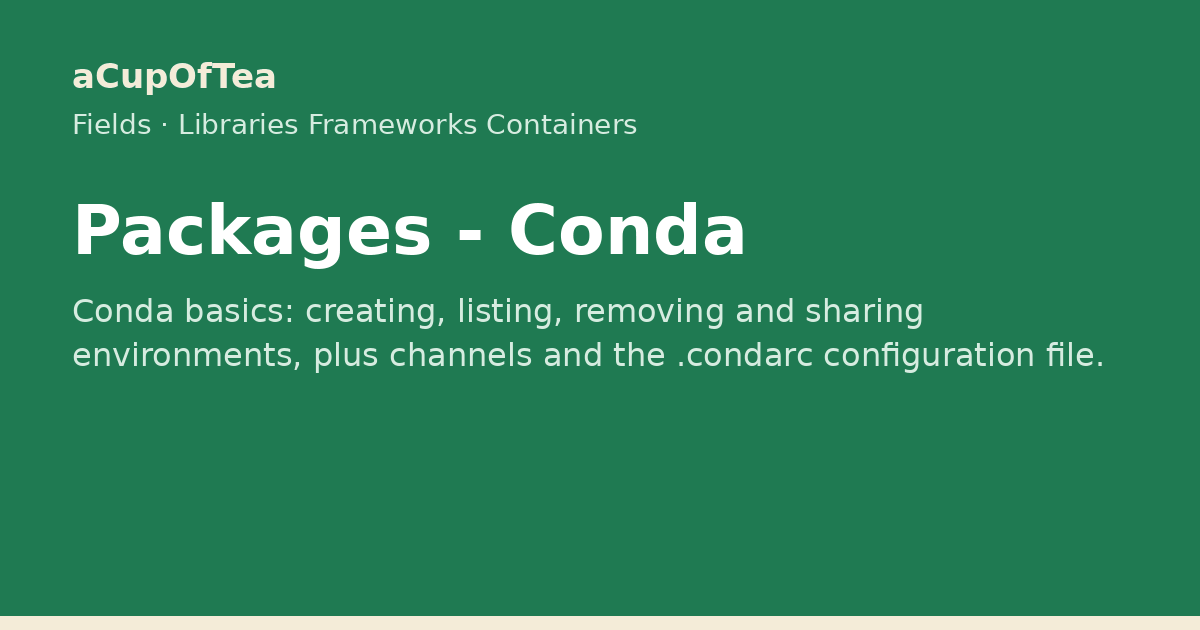 aCupOfTea
Fields · Libraries Frameworks Containers
Packages - Conda
Conda basics: creating, listing, removing and sharing
environments, plus channels and the .condarc configuration file.